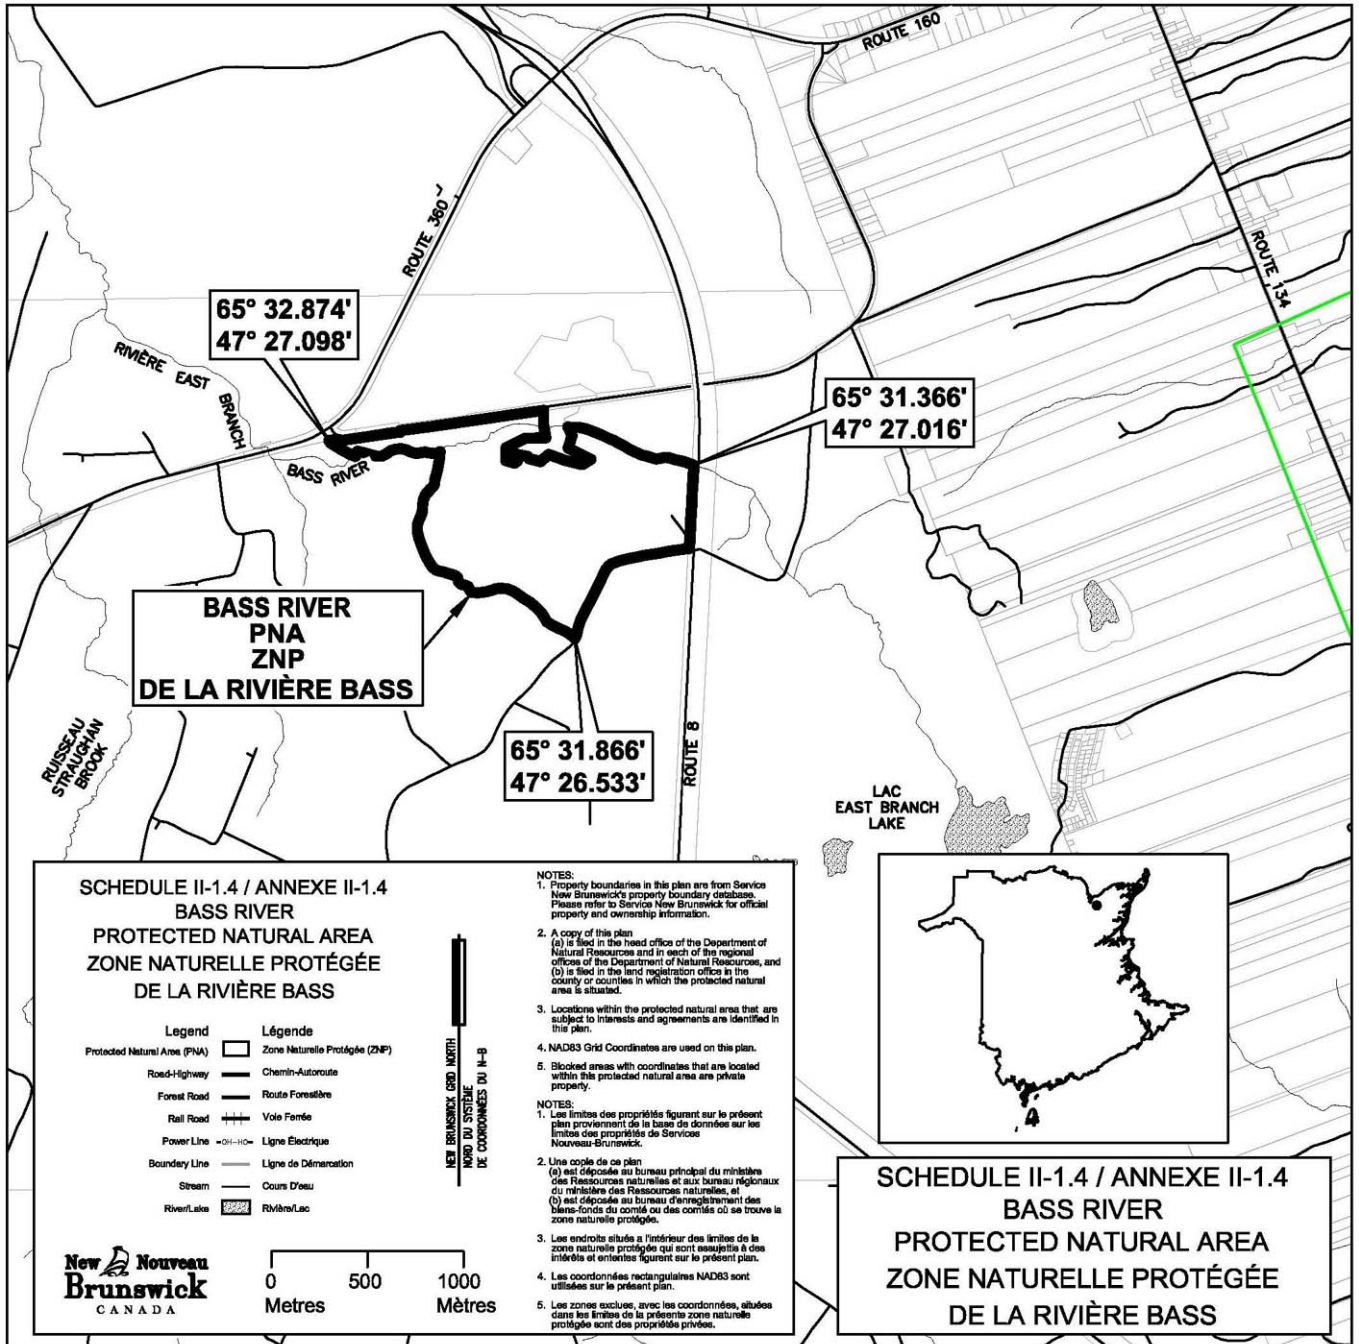 ROUTE 160
ROUTE 360
ROUTE 134
65° 32.874'
47° 27.098'
RIVIÈRE EAST
BRANCH
BASS RIVER
65° 31.366'
47° 27.016'
BASS RIVER
PNA
ZNP
DE LA RIVIÈRE BASS
RUISSEAU
STRAUGHAN
BROOK
65° 31.866'
47° 26.533'
ROUTE 8
LAC
EAST BRANCH
LAKE
SCHEDULE II-1.4 / ANNEXE II-1.4
BASS RIVER
PROTECTED NATURAL AREA
ZONE NATURELLE PROTÉGÉE
DE LA RIVIÈRE BASS
Legend Légende
Protected Natural Area (PNA) Zone Naturelle Protégée (ZNP)
Road-Highway Chemin-Autoroute
Forest Road Route Forestière
Rail Road Voie Ferrée
Power Line -OH-HO- Ligne Électrique
Boundary Line Ligne de Démarcation
Stream Cours D'eau
River/Lake Rivière/Lac
NEW BRUNSWICK GRID NORTH
NORD DU SYSTÈME
DE COORDONNÉES DU N-B
New Nouveau
Brunswick
CANADA
0 500 1000
Metres Mètres
NOTES:
1. Property boundaries in this plan are from Service
New Brunswick's property boundary database.
Please refer to Service New Brunswick for official
property and ownership information.
2. A copy of this plan
(a) is filed in the head office of the Department of
Natural Resources and in each of the regional
offices of the Department of Natural Resources, and
(b) is filed in the land registration office in the
county or counties in which the protected natural
area is situated.
3. Locations within the protected natural area that are
subject to interests and agreements are identified in
this plan.
4. NAD83 Grid Coordinates are used on this plan.
5. Blocked areas with coordinates that are located
within this protected natural area are private
property.
NOTES:
1. Les limites des propriétés figurant sur le présent
plan proviennent de la base de données sur les
limites des propriétés de Services
Nouveau-Brunswick.
2. Une copie de ce plan
(a) est déposée au bureau principal du ministère
des Ressources naturelles et aux bureau régionaux
du ministère des Ressources naturelles, et
(b) est déposée au bureau d'enregistrement des
biens-fonds du comté ou des comtés où se trouve la
zone naturelle protégée.
3. Les endroits situés a l'intérieur des limites de la
zone naturelle protégée qui sont assujettis à des
intérêts et ententes figurent sur le présent plan.
4. Les coordonnées rectangulaires NAD83 sont
utilisées sur le présent plan.
5. Les zones exclues, avec les coordonnées, situées
dans les limites de la présente zone naturelle
protégée sont des propriétés privées.
SCHEDULE II-1.4 / ANNEXE II-1.4
BASS RIVER
PROTECTED NATURAL AREA
ZONE NATURELLE PROTÉGÉE
DE LA RIVIÈRE BASS